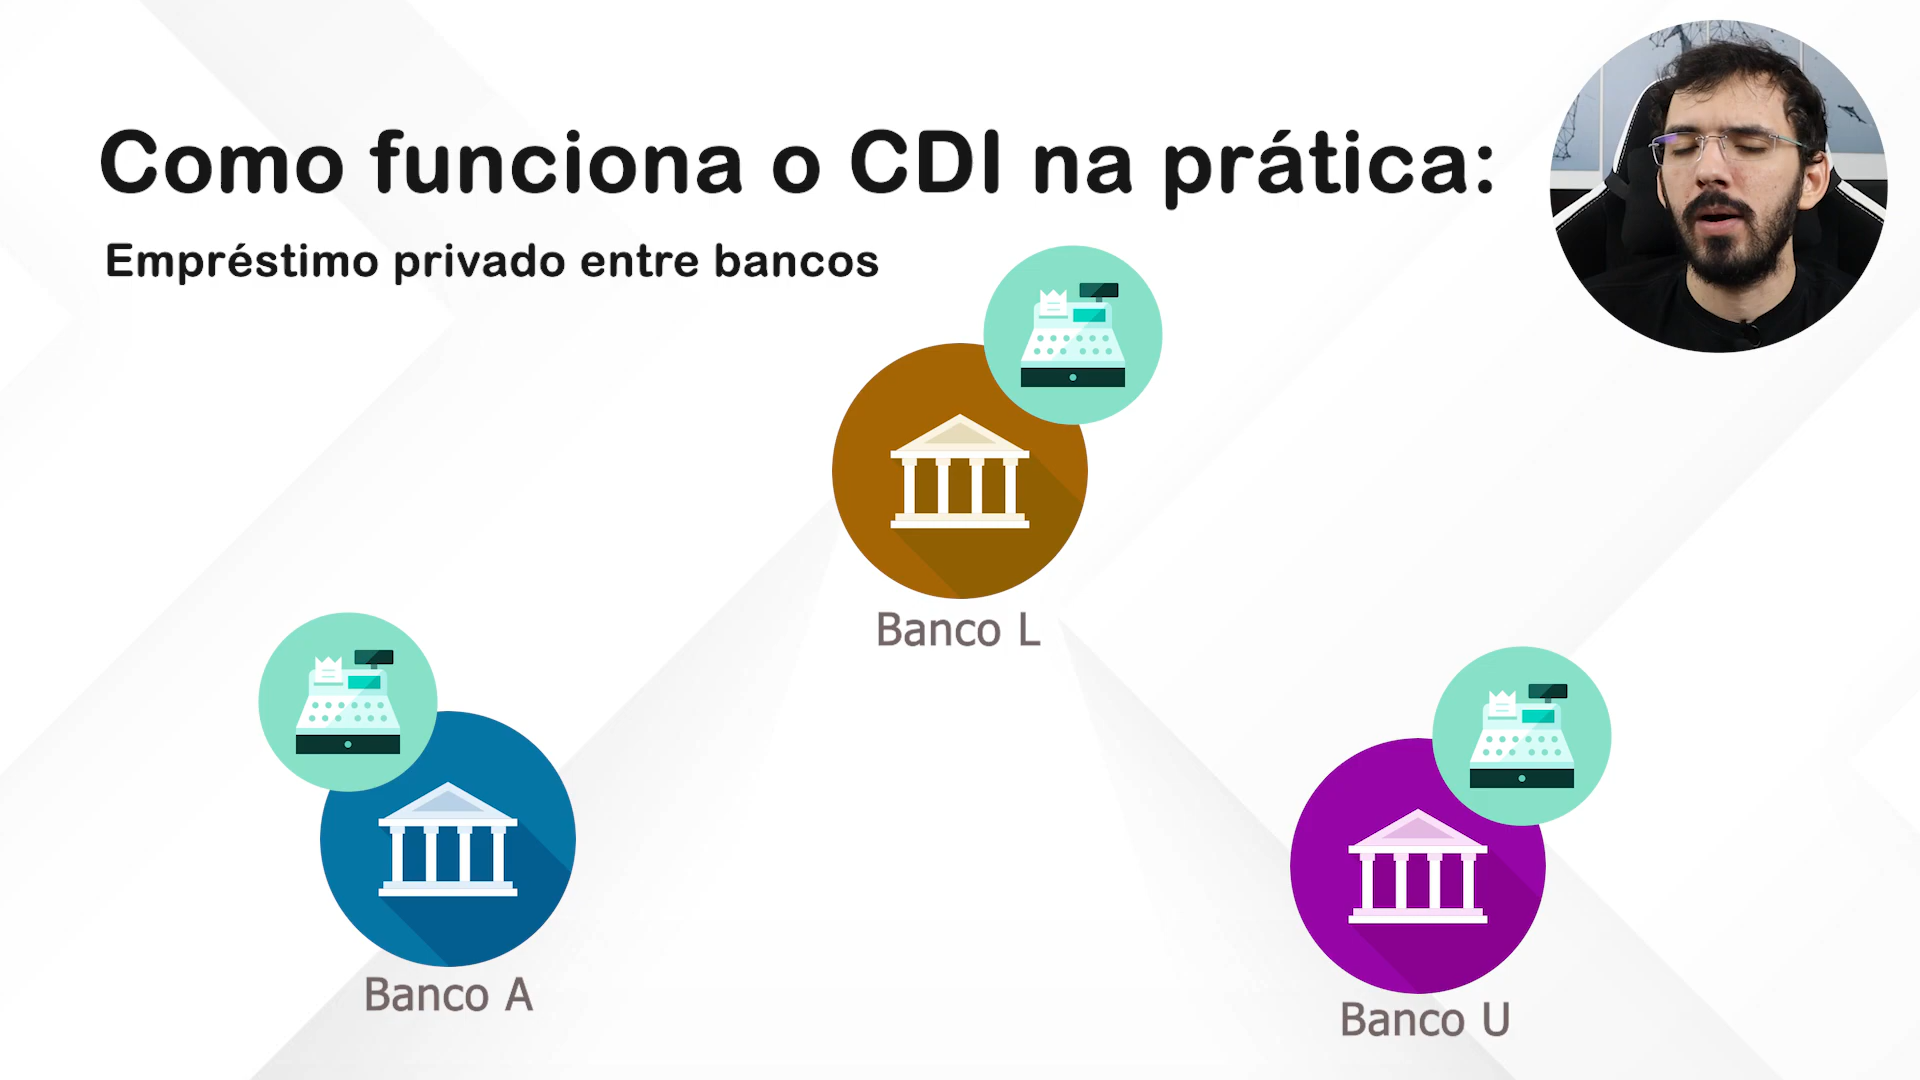 Como funciona o CDI na prática:
Empréstimo privado entre bancos
Banco L
Banco A
Banco U